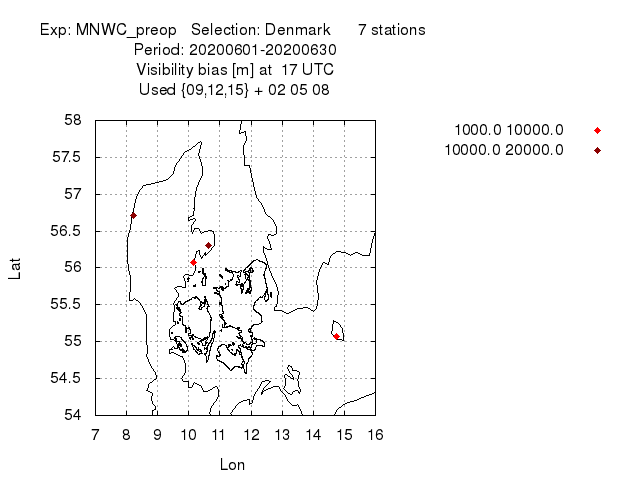 Exp: MNWC_preop Selection: Denmark 7 stations
Period: 20200601-20200630
Visibility bias [m] at 17 UTC
Used {09,12,15} + 02 05 08
1000.0 10000.0
10000.0 20000.0
58
57.5
57
56.5
56
55.5
55
54.5
54
Lat
7 8 9 10 11 12 13 14 15 16
Lon